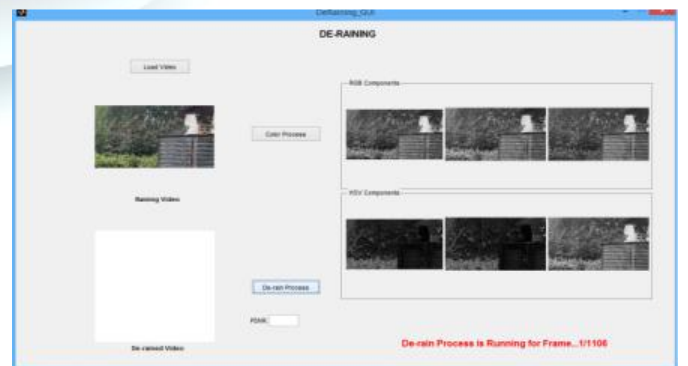 DeRaining_GUI
DE-RAINING
Load Video
RGB Components
Color Process
Raining Video
HSV Components
De-rain Process
PSNR
De-rained Video
De-rain Process is Running for Frame...1/1106